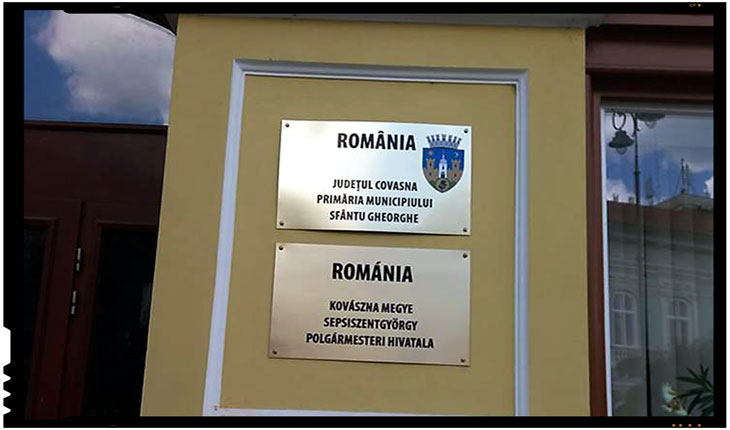 ROMÂNIA
JUDEȚUL COVASNA
PRIMĂRIA MUNICIPIULUI
SFÂNTU GHEORGHE
ROMÁNIA
KOVÁSZNA MEGYE
SEPSISZENTGYÖRGY
POLGÁRMESTERI HIVATALA